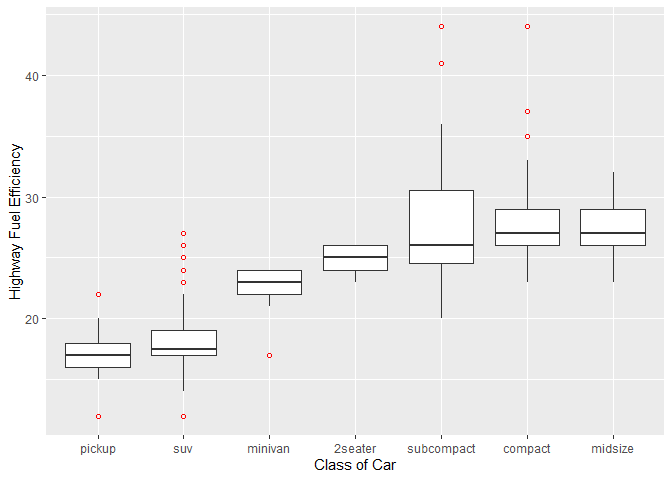 Highway Fuel Efficiency
40
30
20
pickup suv minivan 2seater subcompact compact midsize
Class of Car